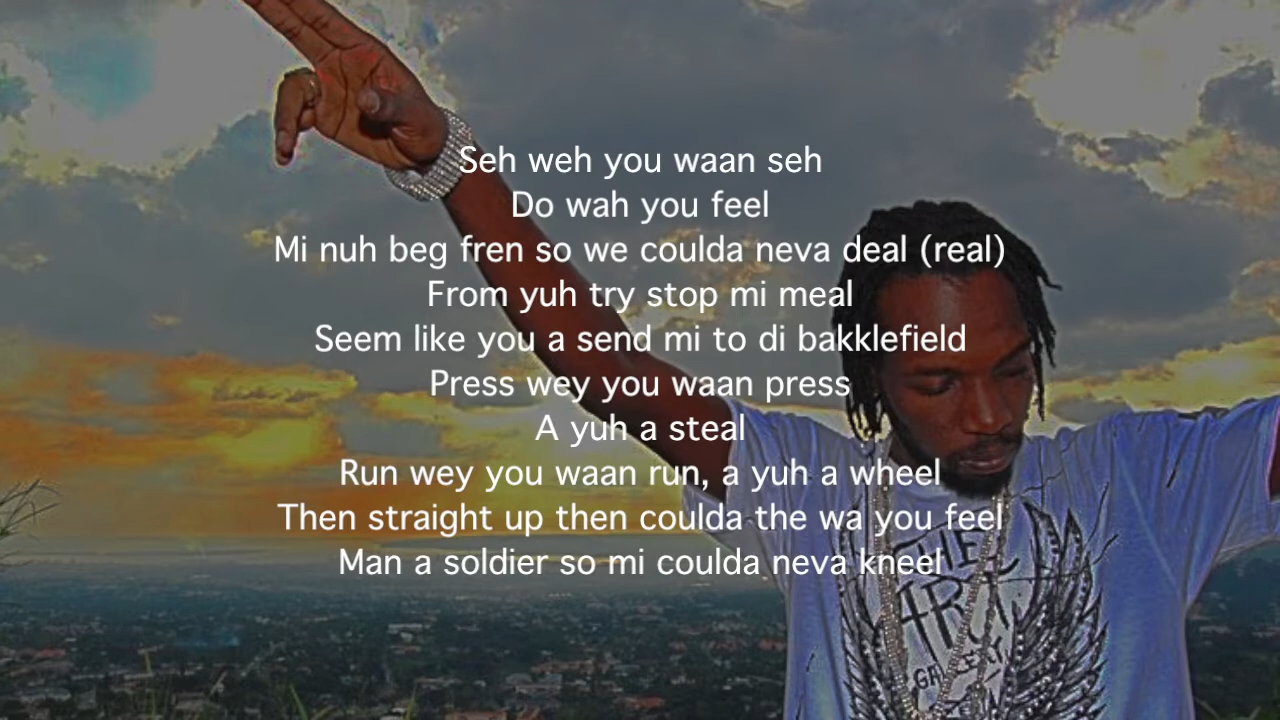 Seh weh you waan seh
Do wah you feel
Mi nuh beg fren so we coulda neva deal (real)
From yuh try stop mi meal
Seem like you a send mi to di bakklefield
Press wey you waan press
A yuh a steal
Run wey you waan run, a yuh a wheel
Then straight up then coulda the wa you feel
Man a soldier so mi coulda neva kneel
ART